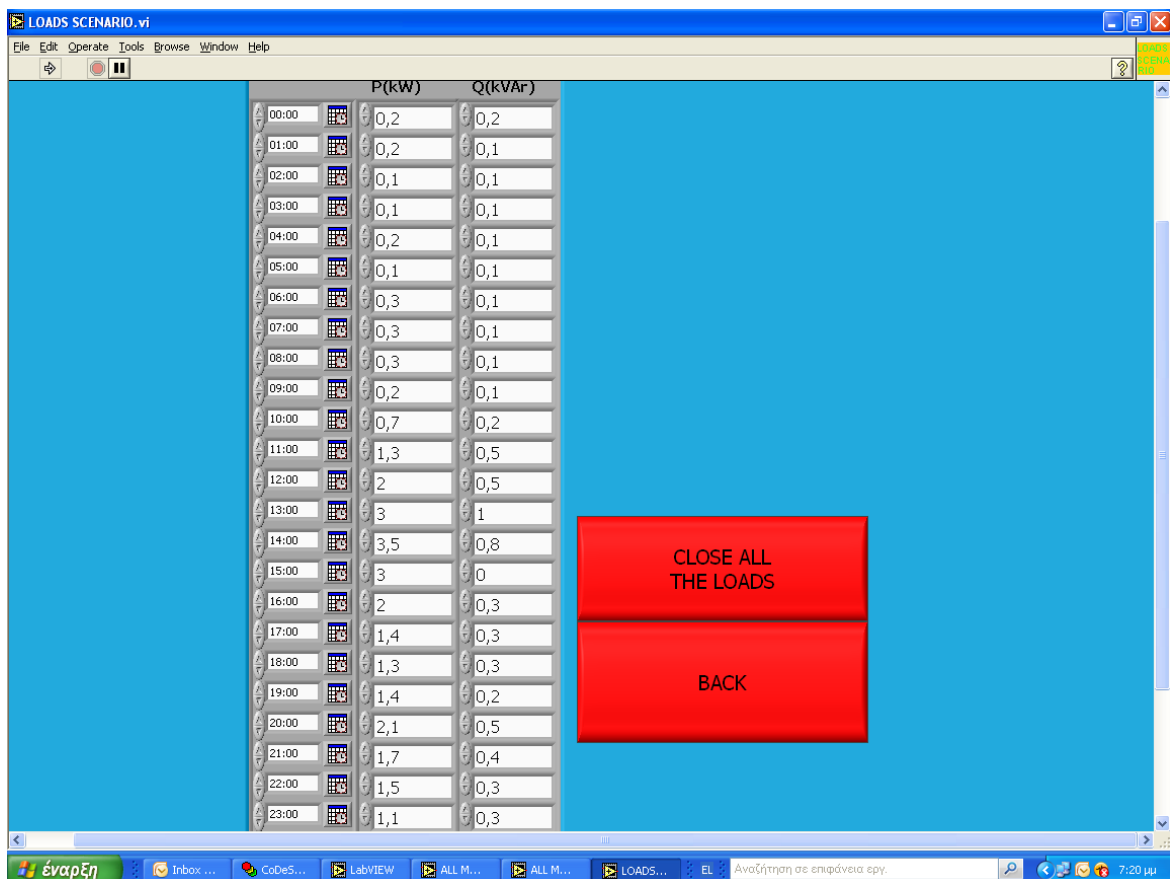 LOADS SCENARIO.vi
File Edit Operate Tools Browse Window Help
LOADS
SCENA
RIO
P(kW) Q(kVAr)
00:00 0,2 0,2
01:00 0,2 0,1
02:00 0,1 0,1
03:00 0,1 0,1
04:00 0,2 0,1
05:00 0,1 0,1
06:00 0,3 0,1
07:00 0,3 0,1
08:00 0,3 0,1
09:00 0,2 0,1
10:00 0,7 0,2
11:00 1,3 0,5
12:00 2 0,5
13:00 3 1
14:00 3,5 0,8
15:00 3 0
16:00 2 0,3
17:00 1,4 0,3
18:00 1,3 0,3
19:00 1,4 0,2
20:00 2,1 0,5
21:00 1,7 0,4
22:00 1,5 0,3
23:00 1,1 0,3
CLOSE ALL
THE LOADS
BACK
έναρξη Inbox ... CoDeS... LabVIEW ALL M... ALL M... LOADS... EL Αναζήτηση σε επιφάνεια εργ. 7:20 μμ